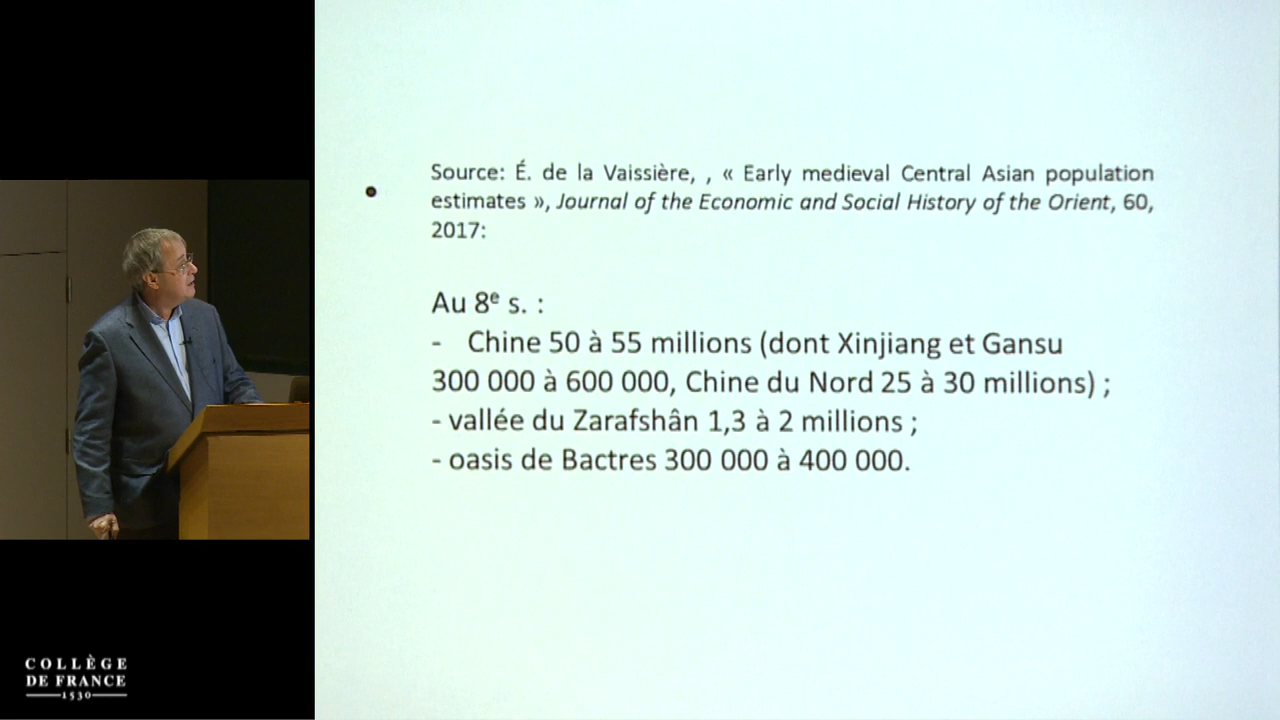 Source: É. de la Vaissière, , « Early medieval Central Asian population
estimates », Journal of the Economic and Social History of the Orient, 60,
2017:
Au 8e s. :
- Chine 50 à 55 millions (dont Xinjiang et Gansu
300 000 à 600 000, Chine du Nord 25 à 30 millions) ;
- vallée du Zarafshân 1,3 à 2 millions ;
- oasis de Bactres 300 000 à 400 000.
COLLÈGE
DE FRANCE
1530